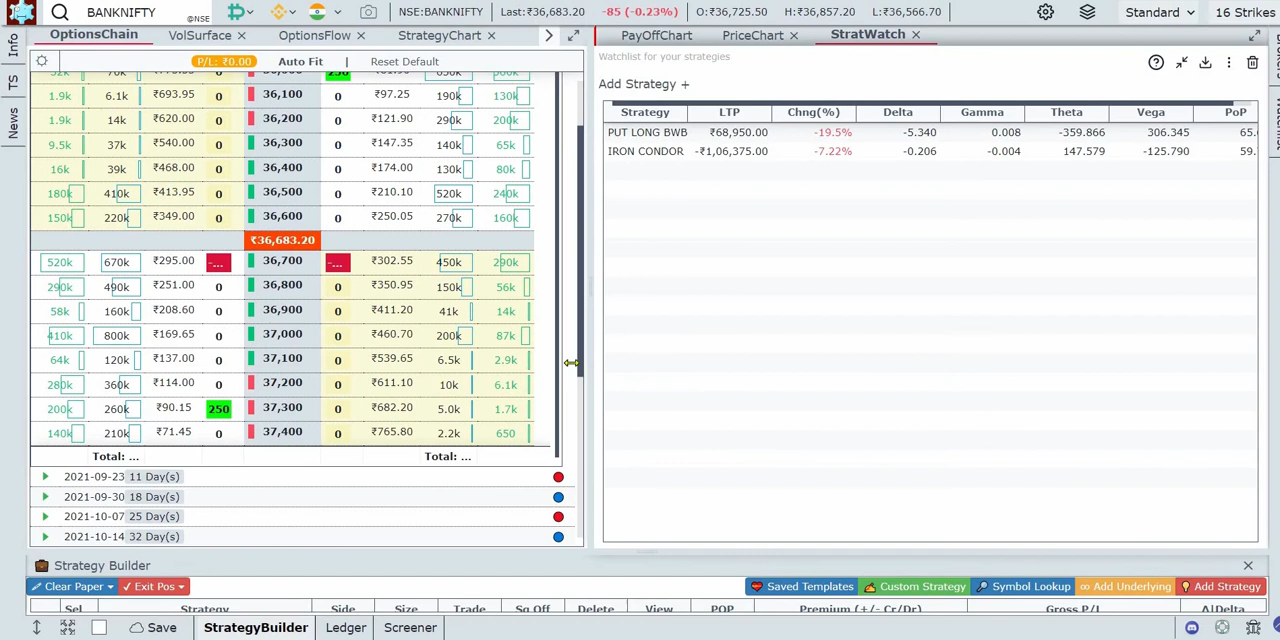 BANKNIFTY @NSE NSE:BANKNIFTY Last:₹36,683.20 -85 (-0.23%) O:₹36,725.50 H:₹36,857.20 L:₹36,566.70 Standard 16 Strikes
Info
TS
News
OptionsChain VolSurface × OptionsFlow × StrategyChart ×
P/L: ₹0.00 Auto Fit | Reset Default
1.9k 6.1k ₹693.95 0 36,100 0 ₹97.25 190k 130k
1.9k 14k ₹620.00 0 36,200 0 ₹121.90 290k 200k
9.5k 37k ₹540.00 0 36,300 0 ₹147.35 140k 65k
16k 39k ₹468.00 0 36,400 0 ₹174.00 130k 80k
180k 410k ₹413.95 0 36,500 0 ₹210.10 520k 240k
150k 220k ₹349.00 0 36,600 0 ₹250.05 270k 160k
₹36,683.20
520k 670k ₹295.00 -... 36,700 -... ₹302.55 450k 290k
290k 490k ₹251.00 0 36,800 0 ₹350.95 150k 56k
58k 160k ₹208.60 0 36,900 0 ₹411.20 41k 14k
410k 800k ₹169.65 0 37,000 0 ₹460.70 200k 87k
64k 120k ₹137.00 0 37,100 0 ₹539.65 6.5k 2.9k
280k 360k ₹114.00 0 37,200 0 ₹611.10 10k 6.1k
200k 260k ₹90.15 250 37,300 0 ₹682.20 5.0k 1.7k
140k 210k ₹71.45 0 37,400 0 ₹765.80 2.2k 650
Total: ... Total: ...
2021-09-23 11 Day(s)
2021-09-30 18 Day(s)
2021-10-07 25 Day(s)
2021-10-14 32 Day(s)
PayOffChart PriceChart × StratWatch ×
Watchlist for your strategies
Add Strategy +
Strategy LTP Chng(%) Delta Gamma Theta Vega PoP
PUT LONG BWB ₹68,950.00 -19.5% -5.340 0.008 -359.866 306.345 65.
IRON CONDOR -₹1,06,375.00 -7.22% -0.206 -0.004 147.579 -125.790 59.
Strategy Builder ×
Clear Paper Exit Pos Saved Templates Custom Strategy Symbol Lookup Add Underlying Add Strategy
Sel Strategy Side Size Trade Sq Off Delete View POP Premium (+/- Cr/Dr) Gross P/L Δ|Delta
Save StrategyBuilder Ledger Screener